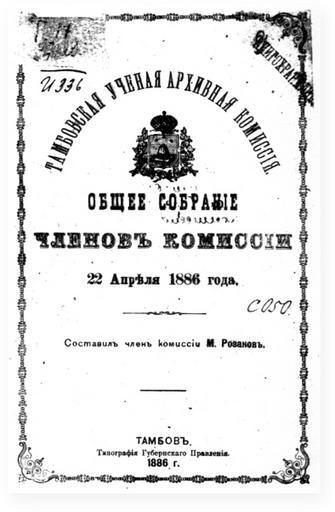 И336
ТАМБОВСКАЯ УЧЕНАЯ АРХИВНАЯ КОМИССІЯ.
ОБЩЕЕ СОБРАНІЕ
ЧЛЕНОВЪ КОМИССІИ
22 Апрѣля 1886 года.
С050.
Составилъ членъ комиссіи М. Розановъ.
ТАМБОВЪ.
Типографія Губернскаго Правленія.
1886 г.